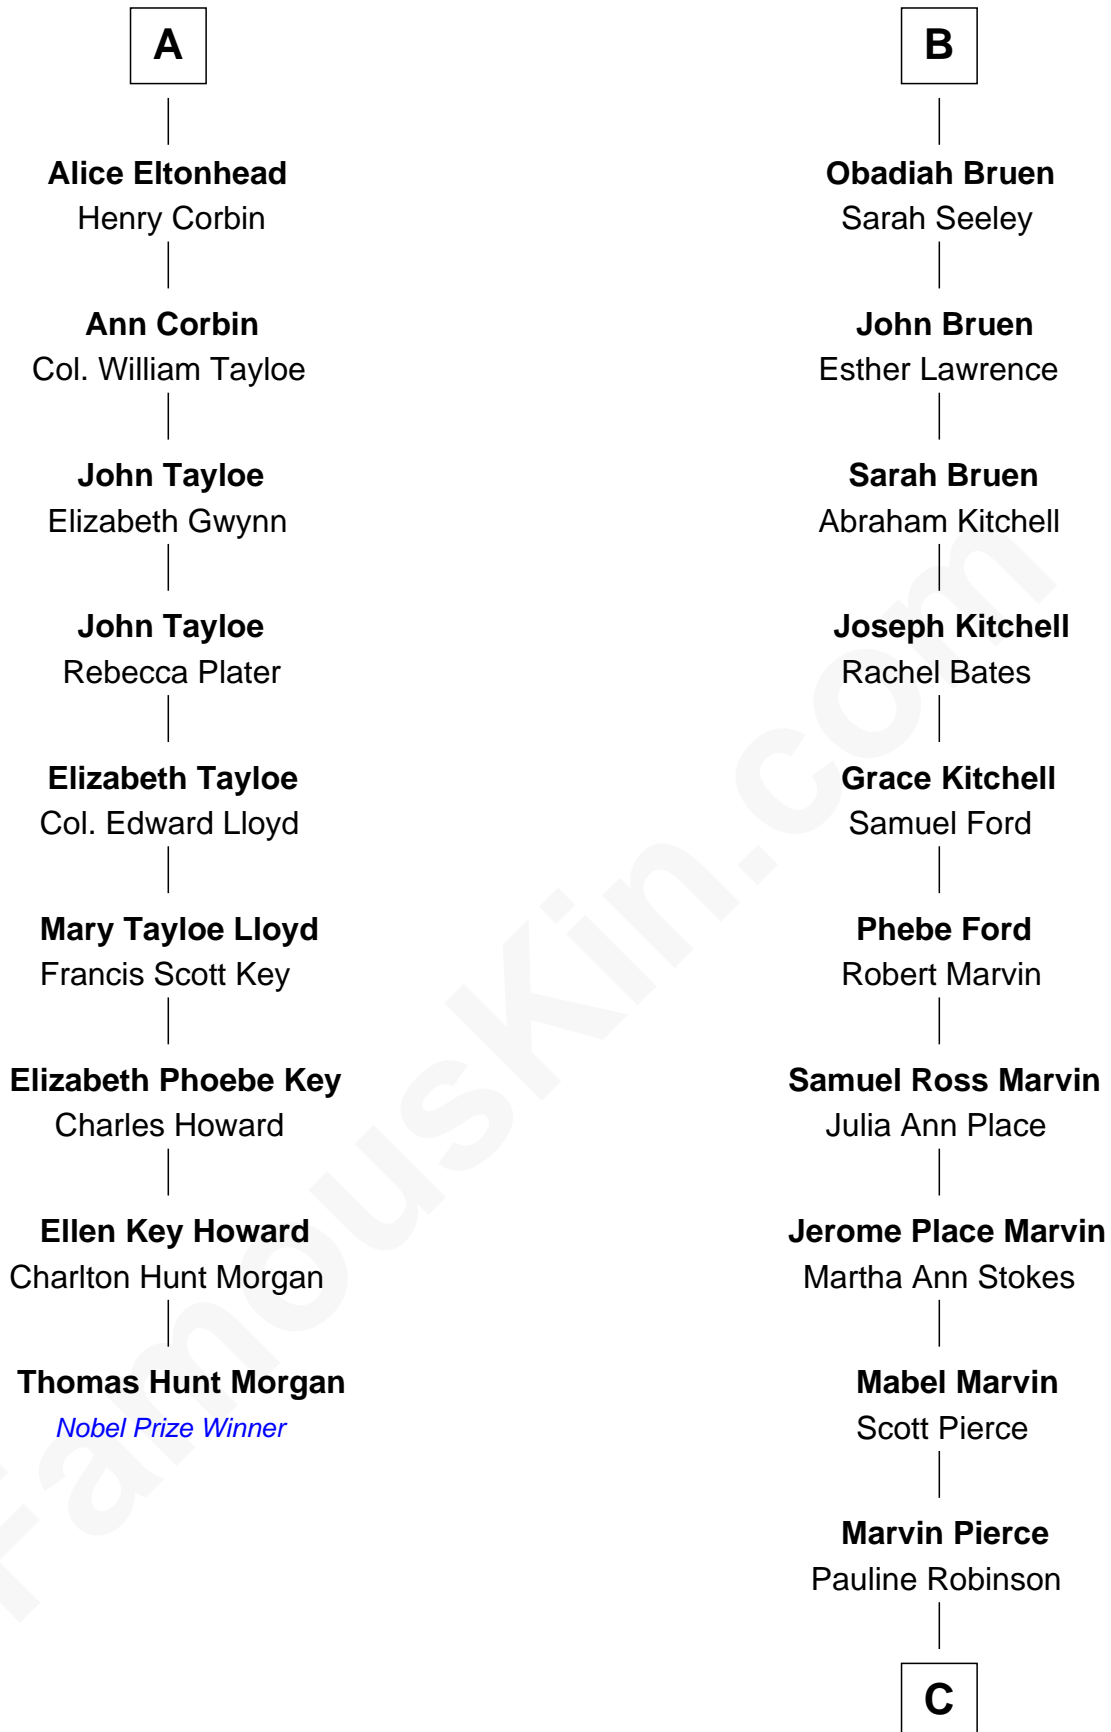 A
Alice Eltonhead
Henry Corbin
Ann Corbin
Col. William Tayloe
John Tayloe
Elizabeth Gwynn
John Tayloe
Rebecca Plater
Elizabeth Tayloe
Col. Edward Lloyd
Mary Tayloe Lloyd
Francis Scott Key
Elizabeth Phoebe Key
Charles Howard
Ellen Key Howard
Charlton Hunt Morgan
Thomas Hunt Morgan
Nobel Prize Winner
B
Obadiah Bruen
Sarah Seeley
John Bruen
Esther Lawrence
Sarah Bruen
Abraham Kitchell
Joseph Kitchell
Rachel Bates
Grace Kitchell
Samuel Ford
Phebe Ford
Robert Marvin
Samuel Ross Marvin
Julia Ann Place
Jerome Place Marvin
Martha Ann Stokes
Mabel Marvin
Scott Pierce
Marvin Pierce
Pauline Robinson
C
FamousKin.com